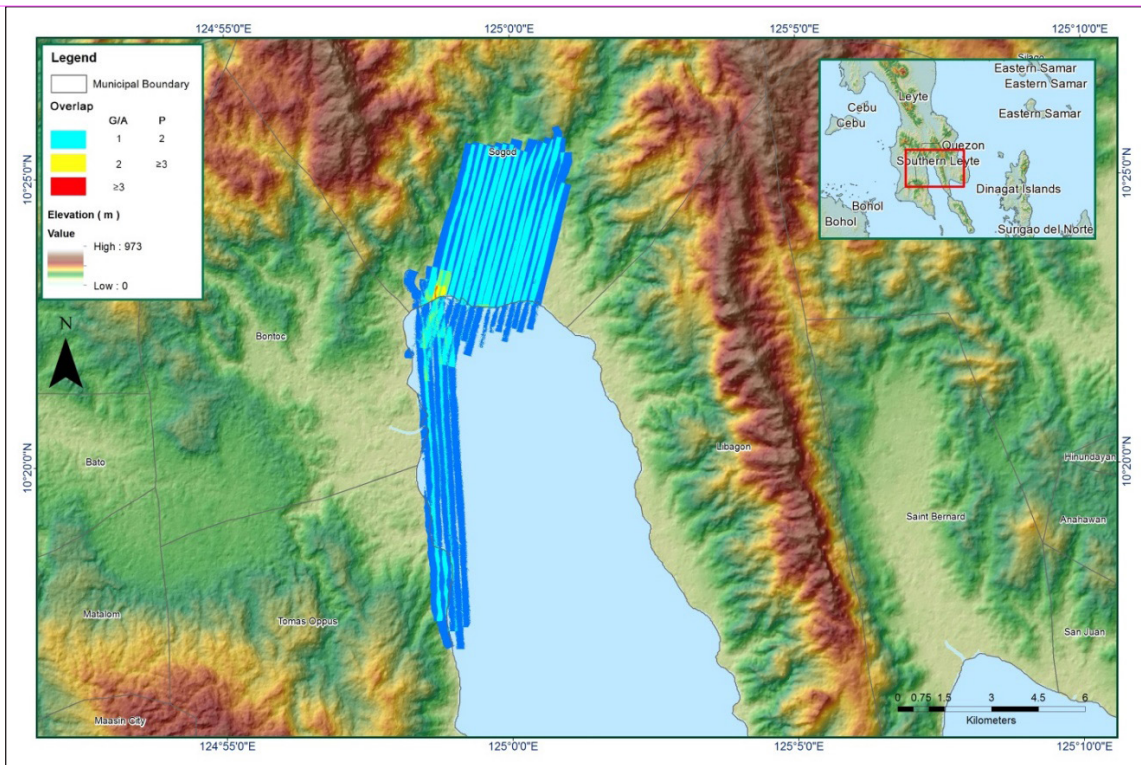 124°55'0"E
125°0'0"E
125°5'0"E
125°10'0"E
Legend
Municipal Boundary
Overlap
G/A P
1 2
2 ≥3
≥3
Elevation ( m )
Value
High : 973
Low : 0
Silago
Eastern Samar
Eastern Samar
Eastern Samar
Leyte
Cebu
Cebu
Quezon
Southern Leyte
Dinagat Islands
Bohol
Bohol
Surigao del Norte
10°25'0"N
10°25'0"N
Sogod
N
Bontoc
Bato
Libagon
Hinundayan
10°20'0"N
10°20'0"N
Saint Bernard
Anahawan
Matalom
Tomas Oppus
San Juan
Maasin City
0 0.75 1.5 3 4.5 6
Kilometers
124°55'0"E
125°0'0"E
125°5'0"E
125°10'0"E